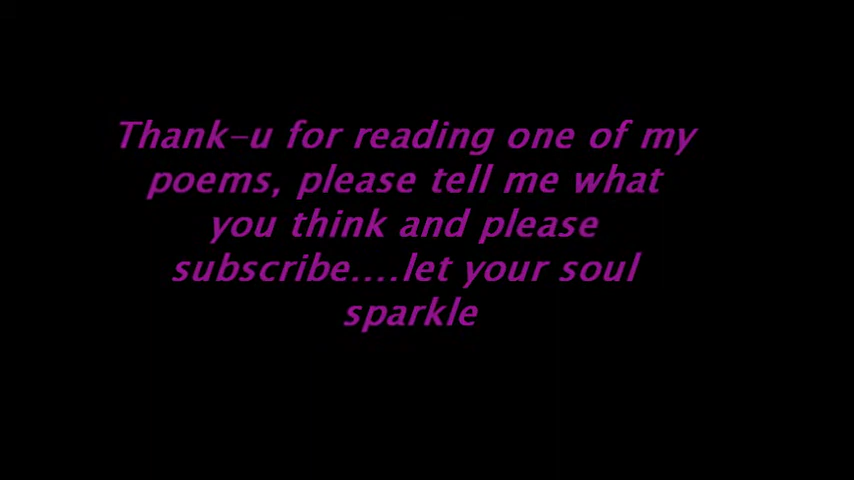 Thank-u for reading one of my
poems, please tell me what
you think and please
subscribe....let your soul
sparkle